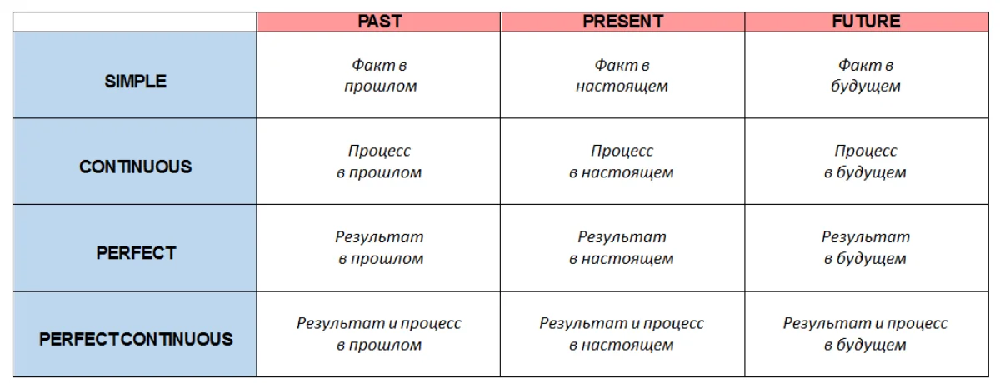 PAST PRESENT FUTURE
SIMPLE
Факт в
прошлом
Факт в
настоящем
Факт в
будущем
CONTINUOUS
Процесс
в прошлом
Процесс
в настоящем
Процесс
в будущем
PERFECT
Результат
в прошлом
Результат
в настоящем
Результат
в будущем
PERFECT CONTINUOUS
Результат и процесс
в прошлом
Результат и процесс
в настоящем
Результат и процесс
в будущем